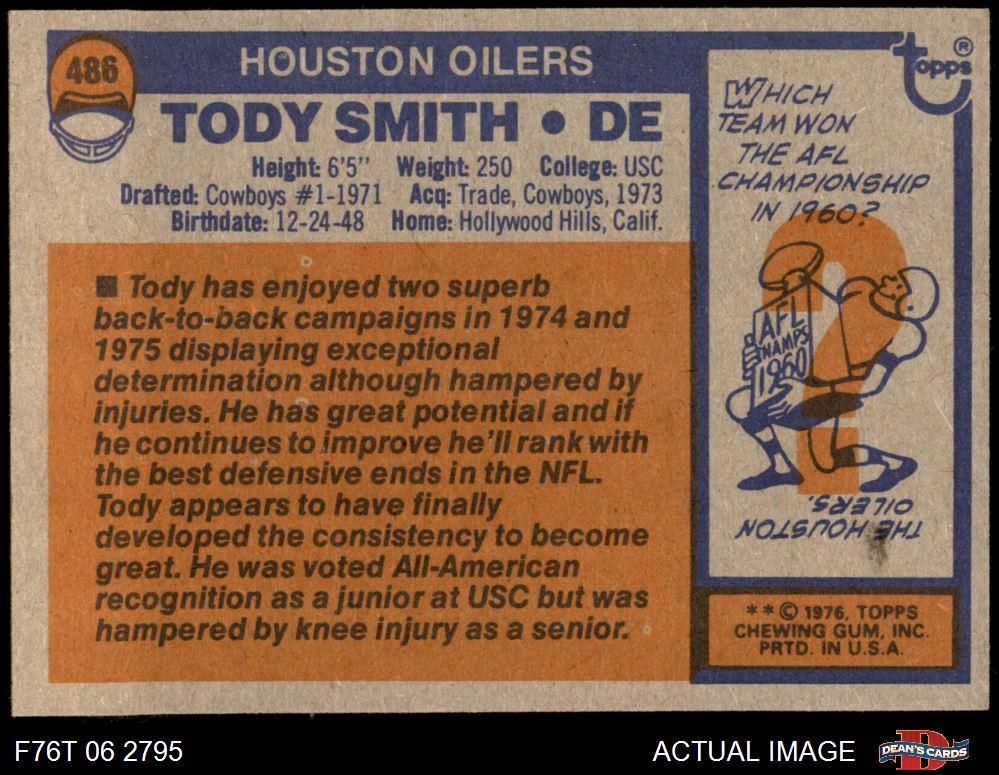 486
HOUSTON OILERS
TODY SMITH • DE
Height: 6'5" Weight: 250 College: USC
Drafted: Cowboys #1-1971 Acq: Trade, Cowboys, 1973
Birthdate: 12-24-48 Home: Hollywood Hills, Calif.
■ Tody has enjoyed two superb
back-to-back campaigns in 1974 and
1975 displaying exceptional
determination although hampered by
injuries. He has great potential and if
he continues to improve he'll rank with
the best defensive ends in the NFL.
Tody appears to have finally
developed the consistency to become
great. He was voted All-American
recognition as a junior at USC but was
hampered by knee injury as a senior.
topps®
WHICH
TEAM WON
THE AFL
CHAMPIONSHIP
IN 1960?
?
AFL
CHAMPS
1960
THE HOUSTON
OILERS.
**© 1976, TOPPS
CHEWING GUM, INC.
PRTD. IN U.S.A.
F76T 06 2795
ACTUAL IMAGE
D
DEAN'S CARDS